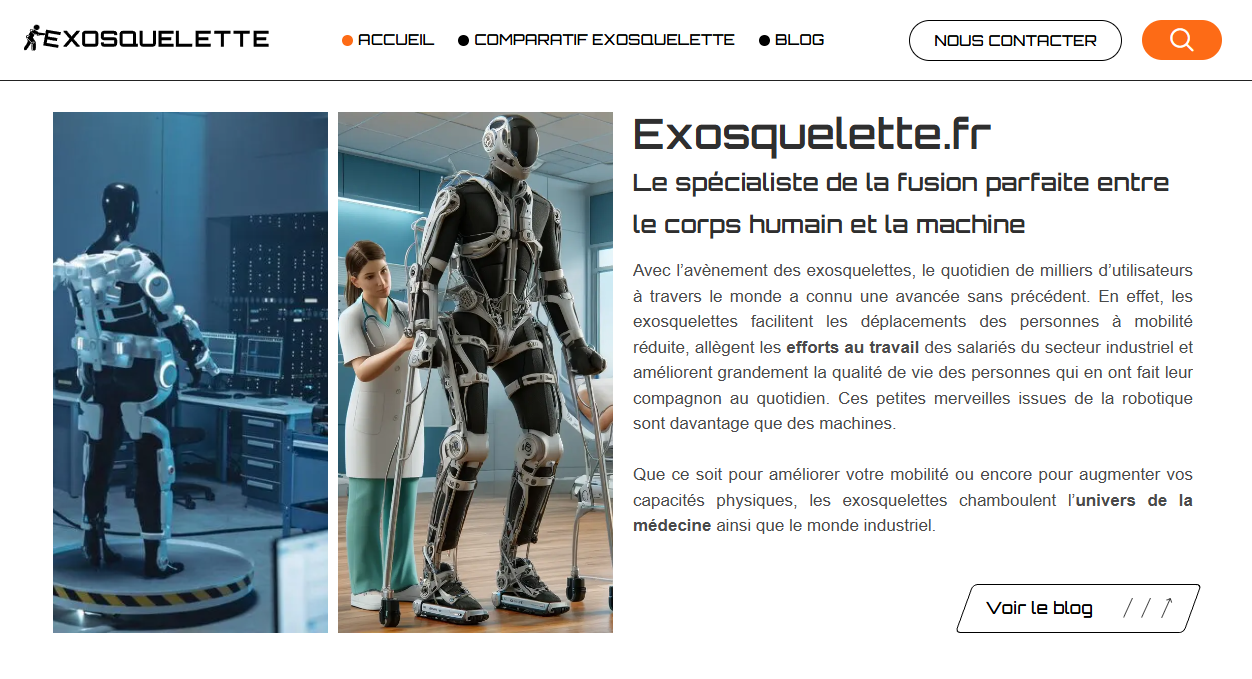 EXOSQUELETTE
ACCUEIL
COMPARATIF EXOSQUELETTE
BLOG
NOUS CONTACTER
Exosquelette.fr
Le spécialiste de la fusion parfaite entre
le corps humain et la machine
Avec l’avènement des exosquelettes, le quotidien de milliers d’utilisateurs
à travers le monde a connu une avancée sans précédent. En effet, les
exosquelettes facilitent les déplacements des personnes à mobilité
réduite, allègent les efforts au travail des salariés du secteur industriel et
améliorent grandement la qualité de vie des personnes qui en ont fait leur
compagnon au quotidien. Ces petites merveilles issues de la robotique
sont davantage que des machines.
Que ce soit pour améliorer votre mobilité ou encore pour augmenter vos
capacités physiques, les exosquelettes chamboulent l’univers de la
médecine ainsi que le monde industriel.
Voir le blog